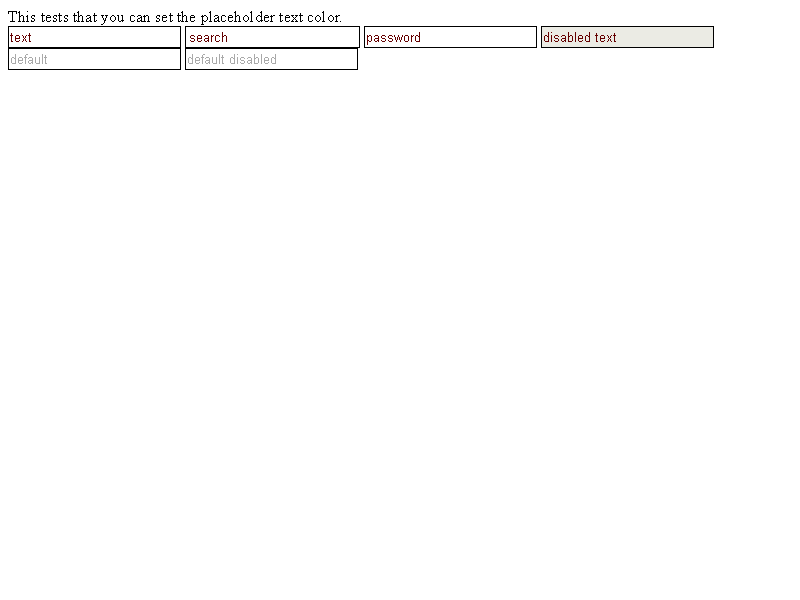 This tests that you can set the placeholder text color.
text search password disabled text
default default disabled